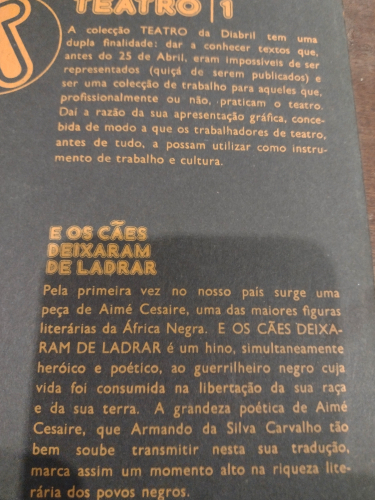 TEATRO | 1
A colecção TEATRO da Diabril tem uma
dupla finalidade: dar a conhecer textos que,
antes do 25 de Abril, eram impossíveis de ser
representados (quiçá de serem publicados) e
ser uma colecção de trabalho para aqueles que,
profissionalmente ou não, praticam o teatro.
Daí a razão da sua apresentação gráfica, conce-
bida de modo a que os trabalhadores de teatro,
antes de tudo, a possam utilizar como instru-
mento de trabalho e cultura.
E OS CÃES
DEIXARAM
DE LADRAR
Pela primeira vez no nosso país surge uma
peça de Aimé Cesaire, uma das maiores figuras
literárias da África Negra. E OS CÃES DEIXA-
RAM DE LADRAR é um hino, simultaneamente
heróico e poético, ao guerrilheiro negro cuja
vida foi consumida na libertação da sua raça
e da sua terra. A grandeza poética de Aimé
Cesaire, que Armando da Silva Carvalho tão
bem soube transmitir nesta sua tradução,
marca assim um momento alto na riqueza lite-
rária dos povos negros.